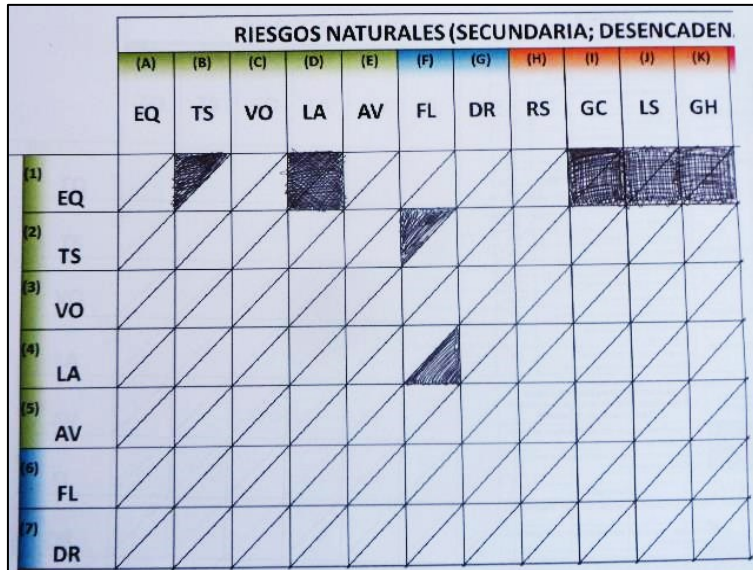 RIESGOS NATURALES (SECUNDARIA; DESENCADEN
(A) (B) (C) (D) (E) (F) (G) (H) (I) (J) (K)
EQ TS VO LA AV FL DR RS GC LS GH
(1) EQ
(2) TS
(3) VO
(4) LA
(5) AV
(6) FL
(7) DR